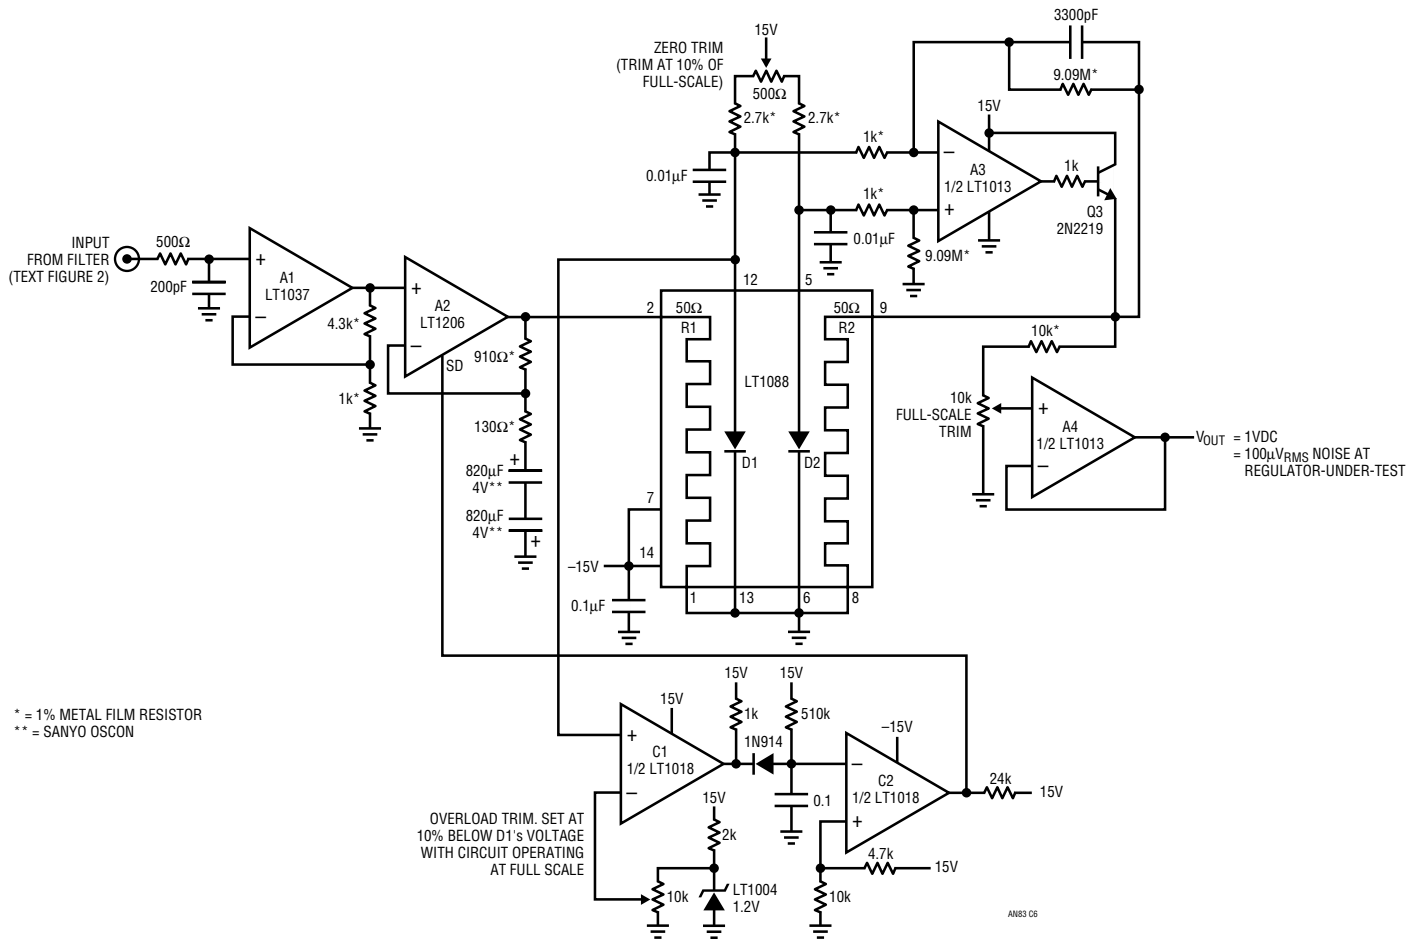 3300pF
15V
ZERO TRIM
(TRIM AT 10% OF
FULL-SCALE)
500Ω
9.09M*
2.7k*
2.7k*
15V
1k*
–
A3
1/2 LT1013
1k
0.01µF
1k*
+
Q3
2N2219
0.01µF
9.09M*
INPUT
FROM FILTER
(TEXT FIGURE 2)
500Ω
200pF
+
A1
LT1037
–
4.3k*
1k*
+
A2
LT1206
–
SD
910Ω*
130Ω*
+
820µF
4V**
820µF
4V**
+
12
5
2
50Ω
R1
50Ω
R2
9
LT1088
D1
D2
7
14
–15V
0.1µF
1
13
6
8
10k*
10k
FULL-SCALE
TRIM
+
A4
1/2 LT1013
–
VOUT = 1VDC
= 100µVRMS NOISE AT
REGULATOR-UNDER-TEST
* = 1% METAL FILM RESISTOR
** = SANYO OSCON
15V
15V
15V
1k
510k
–15V
+
C1
1/2 LT1018
–
1N914
–
C2
1/2 LT1018
+
0.1
24k
15V
OVERLOAD TRIM. SET AT
10% BELOW D1's VOLTAGE
WITH CIRCUIT OPERATING
AT FULL SCALE
15V
2k
10k
LT1004
1.2V
4.7k
15V
10k
AN83 C6